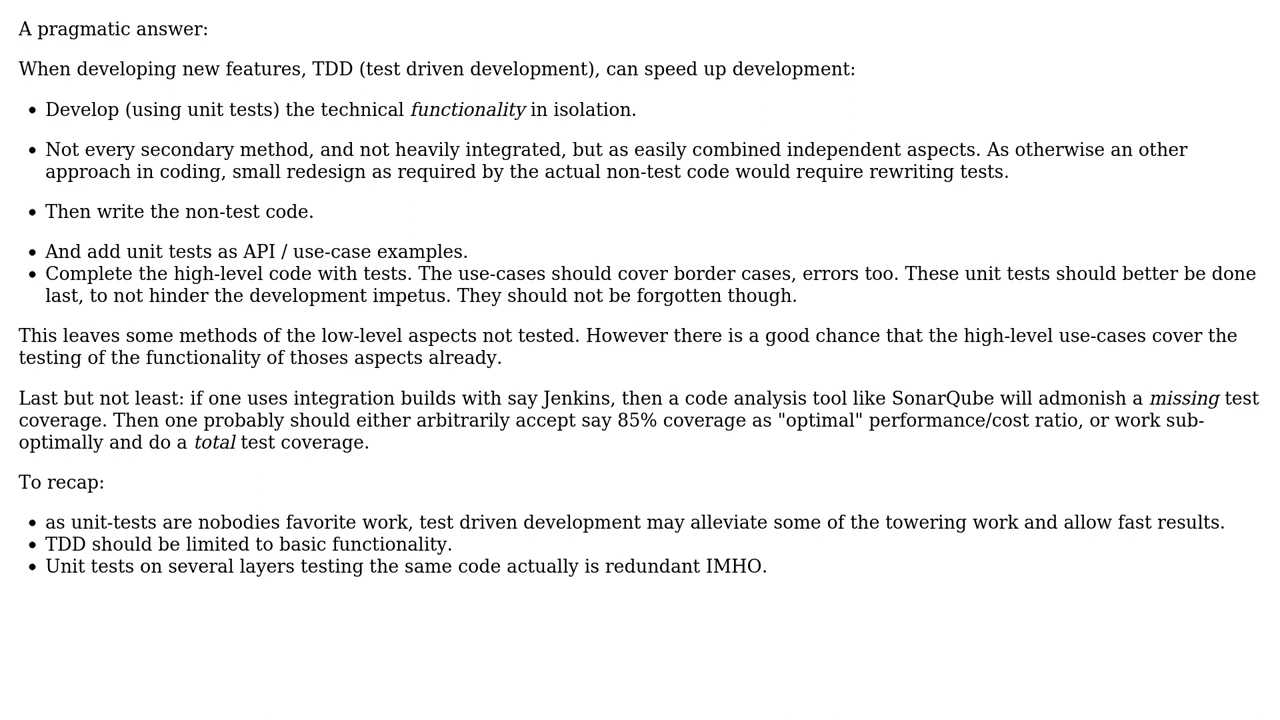 A pragmatic answer:
When developing new features, TDD (test driven development), can speed up development:
• Develop (using unit tests) the technical functionality in isolation.
• Not every secondary method, and not heavily integrated, but as easily combined independent aspects. As otherwise an other
approach in coding, small redesign as required by the actual non-test code would require rewriting tests.
• Then write the non-test code.
• And add unit tests as API / use-case examples.
• Complete the high-level code with tests. The use-cases should cover border cases, errors too. These unit tests should better be done
last, to not hinder the development impetus. They should not be forgotten though.
This leaves some methods of the low-level aspects not tested. However there is a good chance that the high-level use-cases cover the
testing of the functionality of thoses aspects already.
Last but not least: if one uses integration builds with say Jenkins, then a code analysis tool like SonarQube will admonish a missing test
coverage. Then one probably should either arbitrarily accept say 85% coverage as "optimal" performance/cost ratio, or work sub-
optimally and do a total test coverage.
To recap:
• as unit-tests are nobodies favorite work, test driven development may alleviate some of the towering work and allow fast results.
• TDD should be limited to basic functionality.
• Unit tests on several layers testing the same code actually is redundant IMHO.